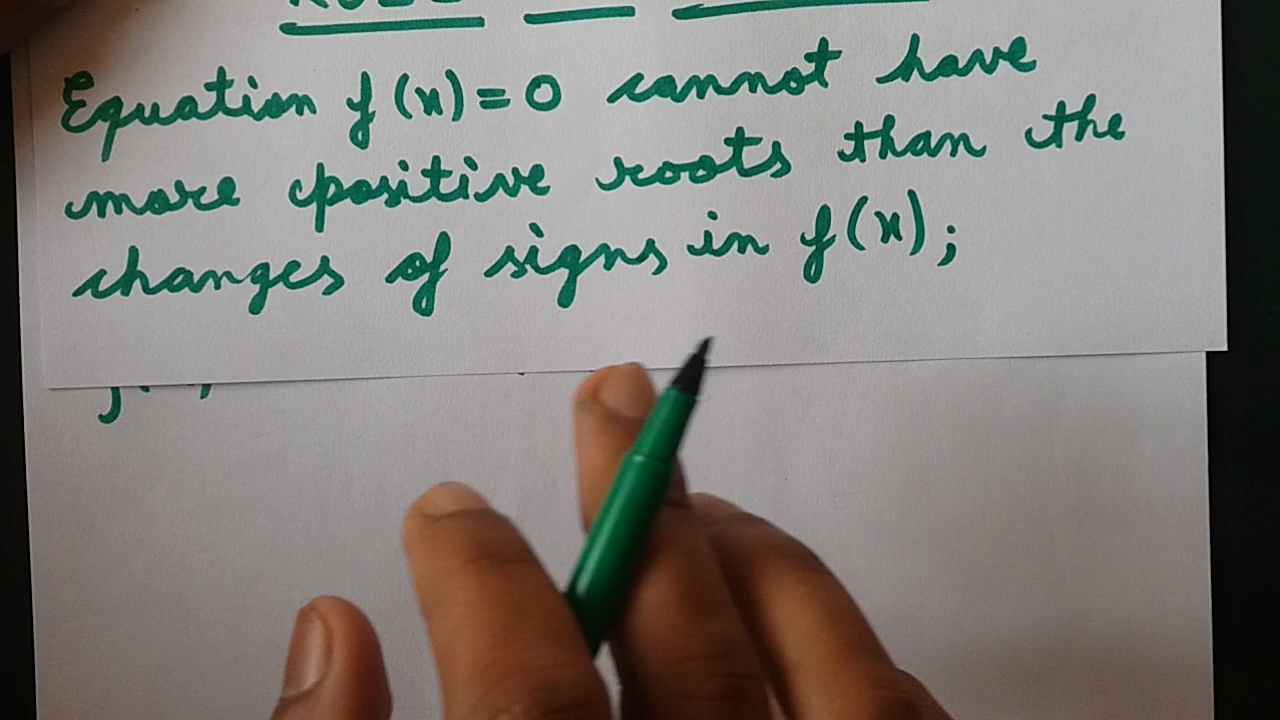 Equation f(x) = 0 cannot have
more positive roots than the
changes of signs in f(x);